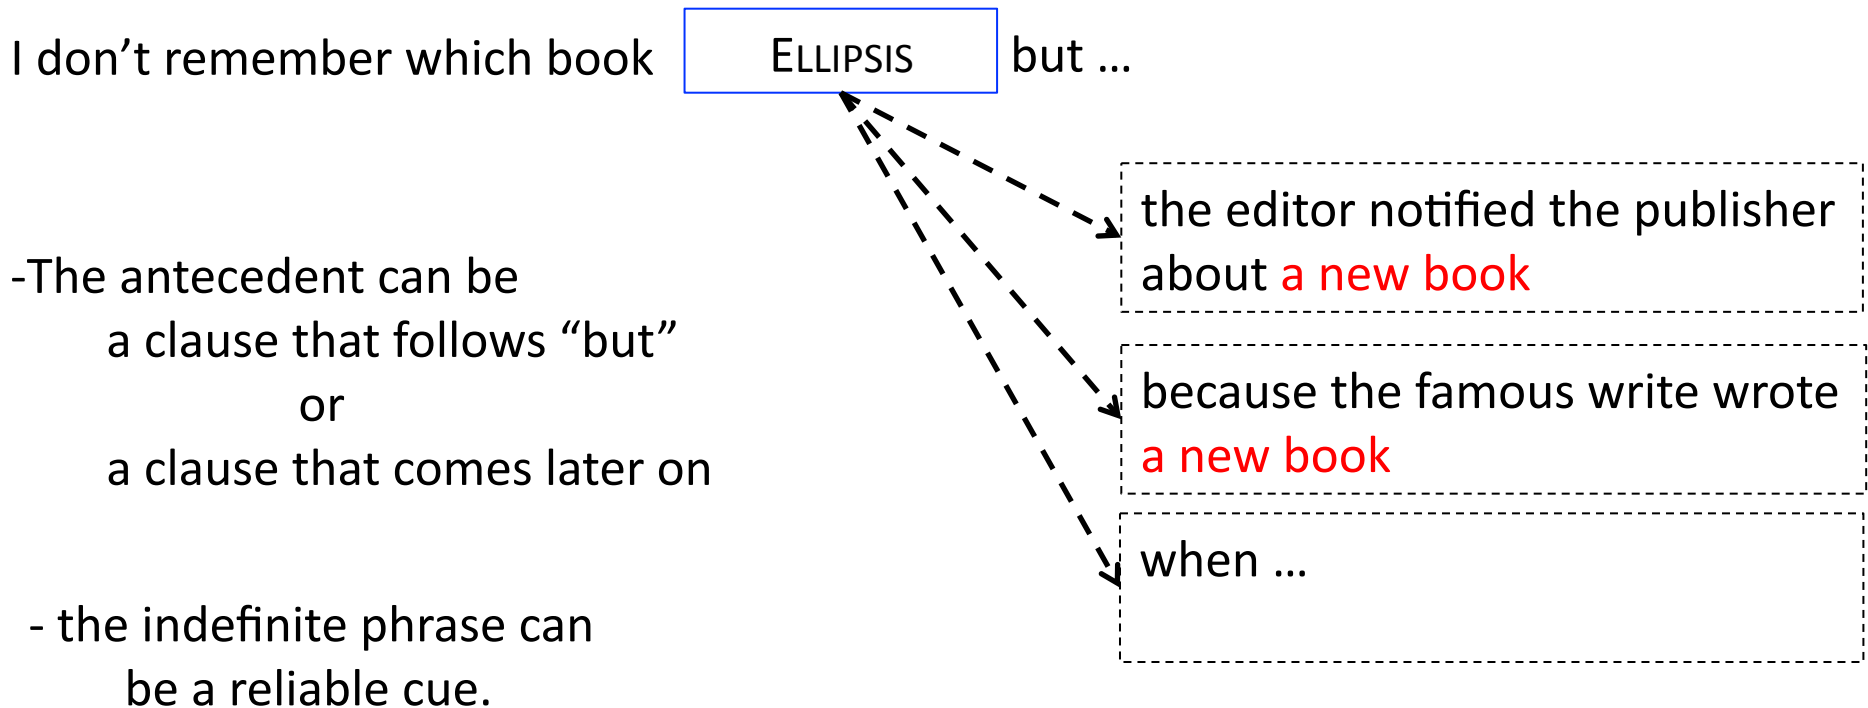 I don’t remember which book ELLIPSIS but …
the editor notified the publisher
about a new book
because the famous write wrote
a new book
when …
-The antecedent can be
a clause that follows “but”
or
a clause that comes later on
- the indefinite phrase can
be a reliable cue.